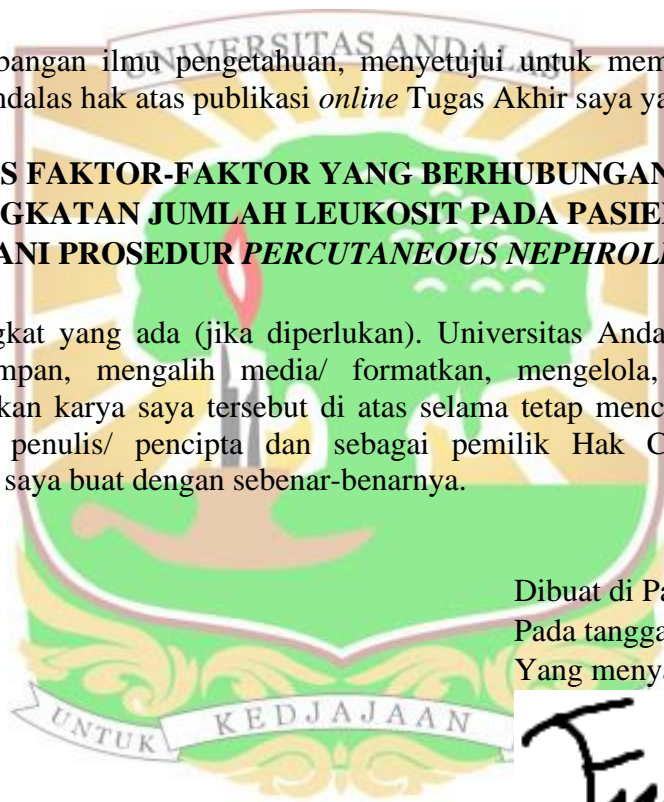 UNIVERSITAS ANDALAS
bangan ilmu pengetahuan, menyetujui untuk mem
ndalas hak atas publikasi online Tugas Akhir saya ya
S FAKTOR-FAKTOR YANG BERHUBUNGAN
GKATAN JUMLAH LEUKOSIT PADA PASIE
ANI PROSEDUR PERCUTANEOUS NEPHROL
gkat yang ada (jika diperlukan). Universitas Anda
mpan, mengalih media/ formatkan, mengelola,
kan karya saya tersebut di atas selama tetap menc
penulis/ pencipta dan sebagai pemilik Hak C
saya buat dengan sebenar-benarnya.
Dibuat di Pa
Pada tangga
Yang menya
UNTUK KEDJAJAAN